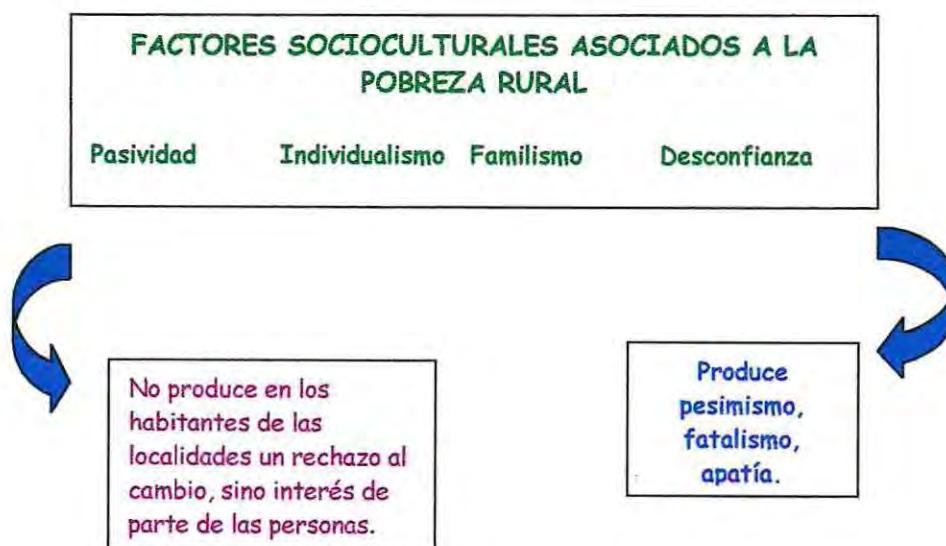 FACTORES SOCIOCULTURALES ASOCIADOS A LA
POBREZA RURAL
Pasividad Individualismo Familismo Desconfianza
No produce en los
habitantes de las
localidades un rechazo al
cambio, sino interés de
parte de las personas.
Produce
pesimismo,
fatalismo,
apatía.